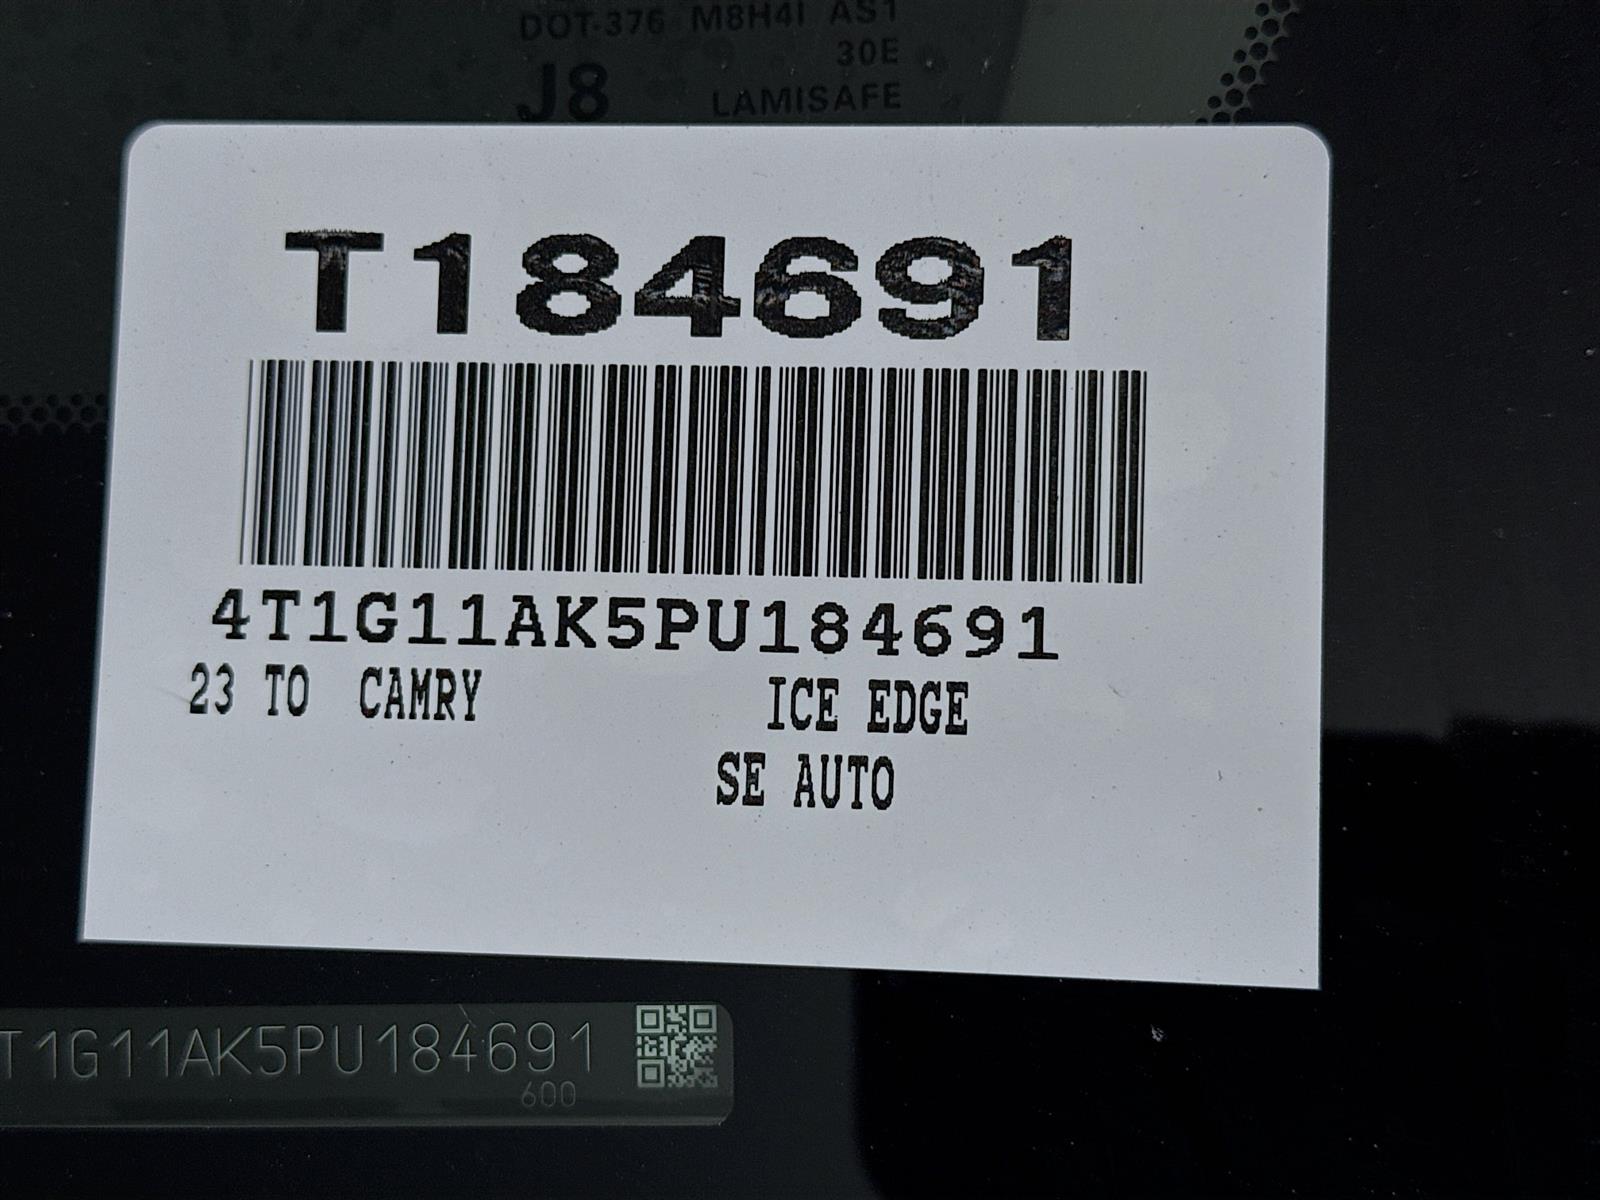 DOT-376 M8H4I AS1
30E
J8 LAMISAFE
T184691
4T1G11AK5PU184691
23 TO CAMRY ICE EDGE
SE AUTO
T1G11AK5PU184691
600